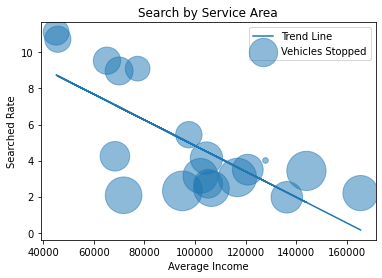 Search by Service Area
Trend Line
Vehicles Stopped
Searched Rate
10
8
6
4
2
0
40000 60000 80000 100000 120000 140000 160000
Average Income